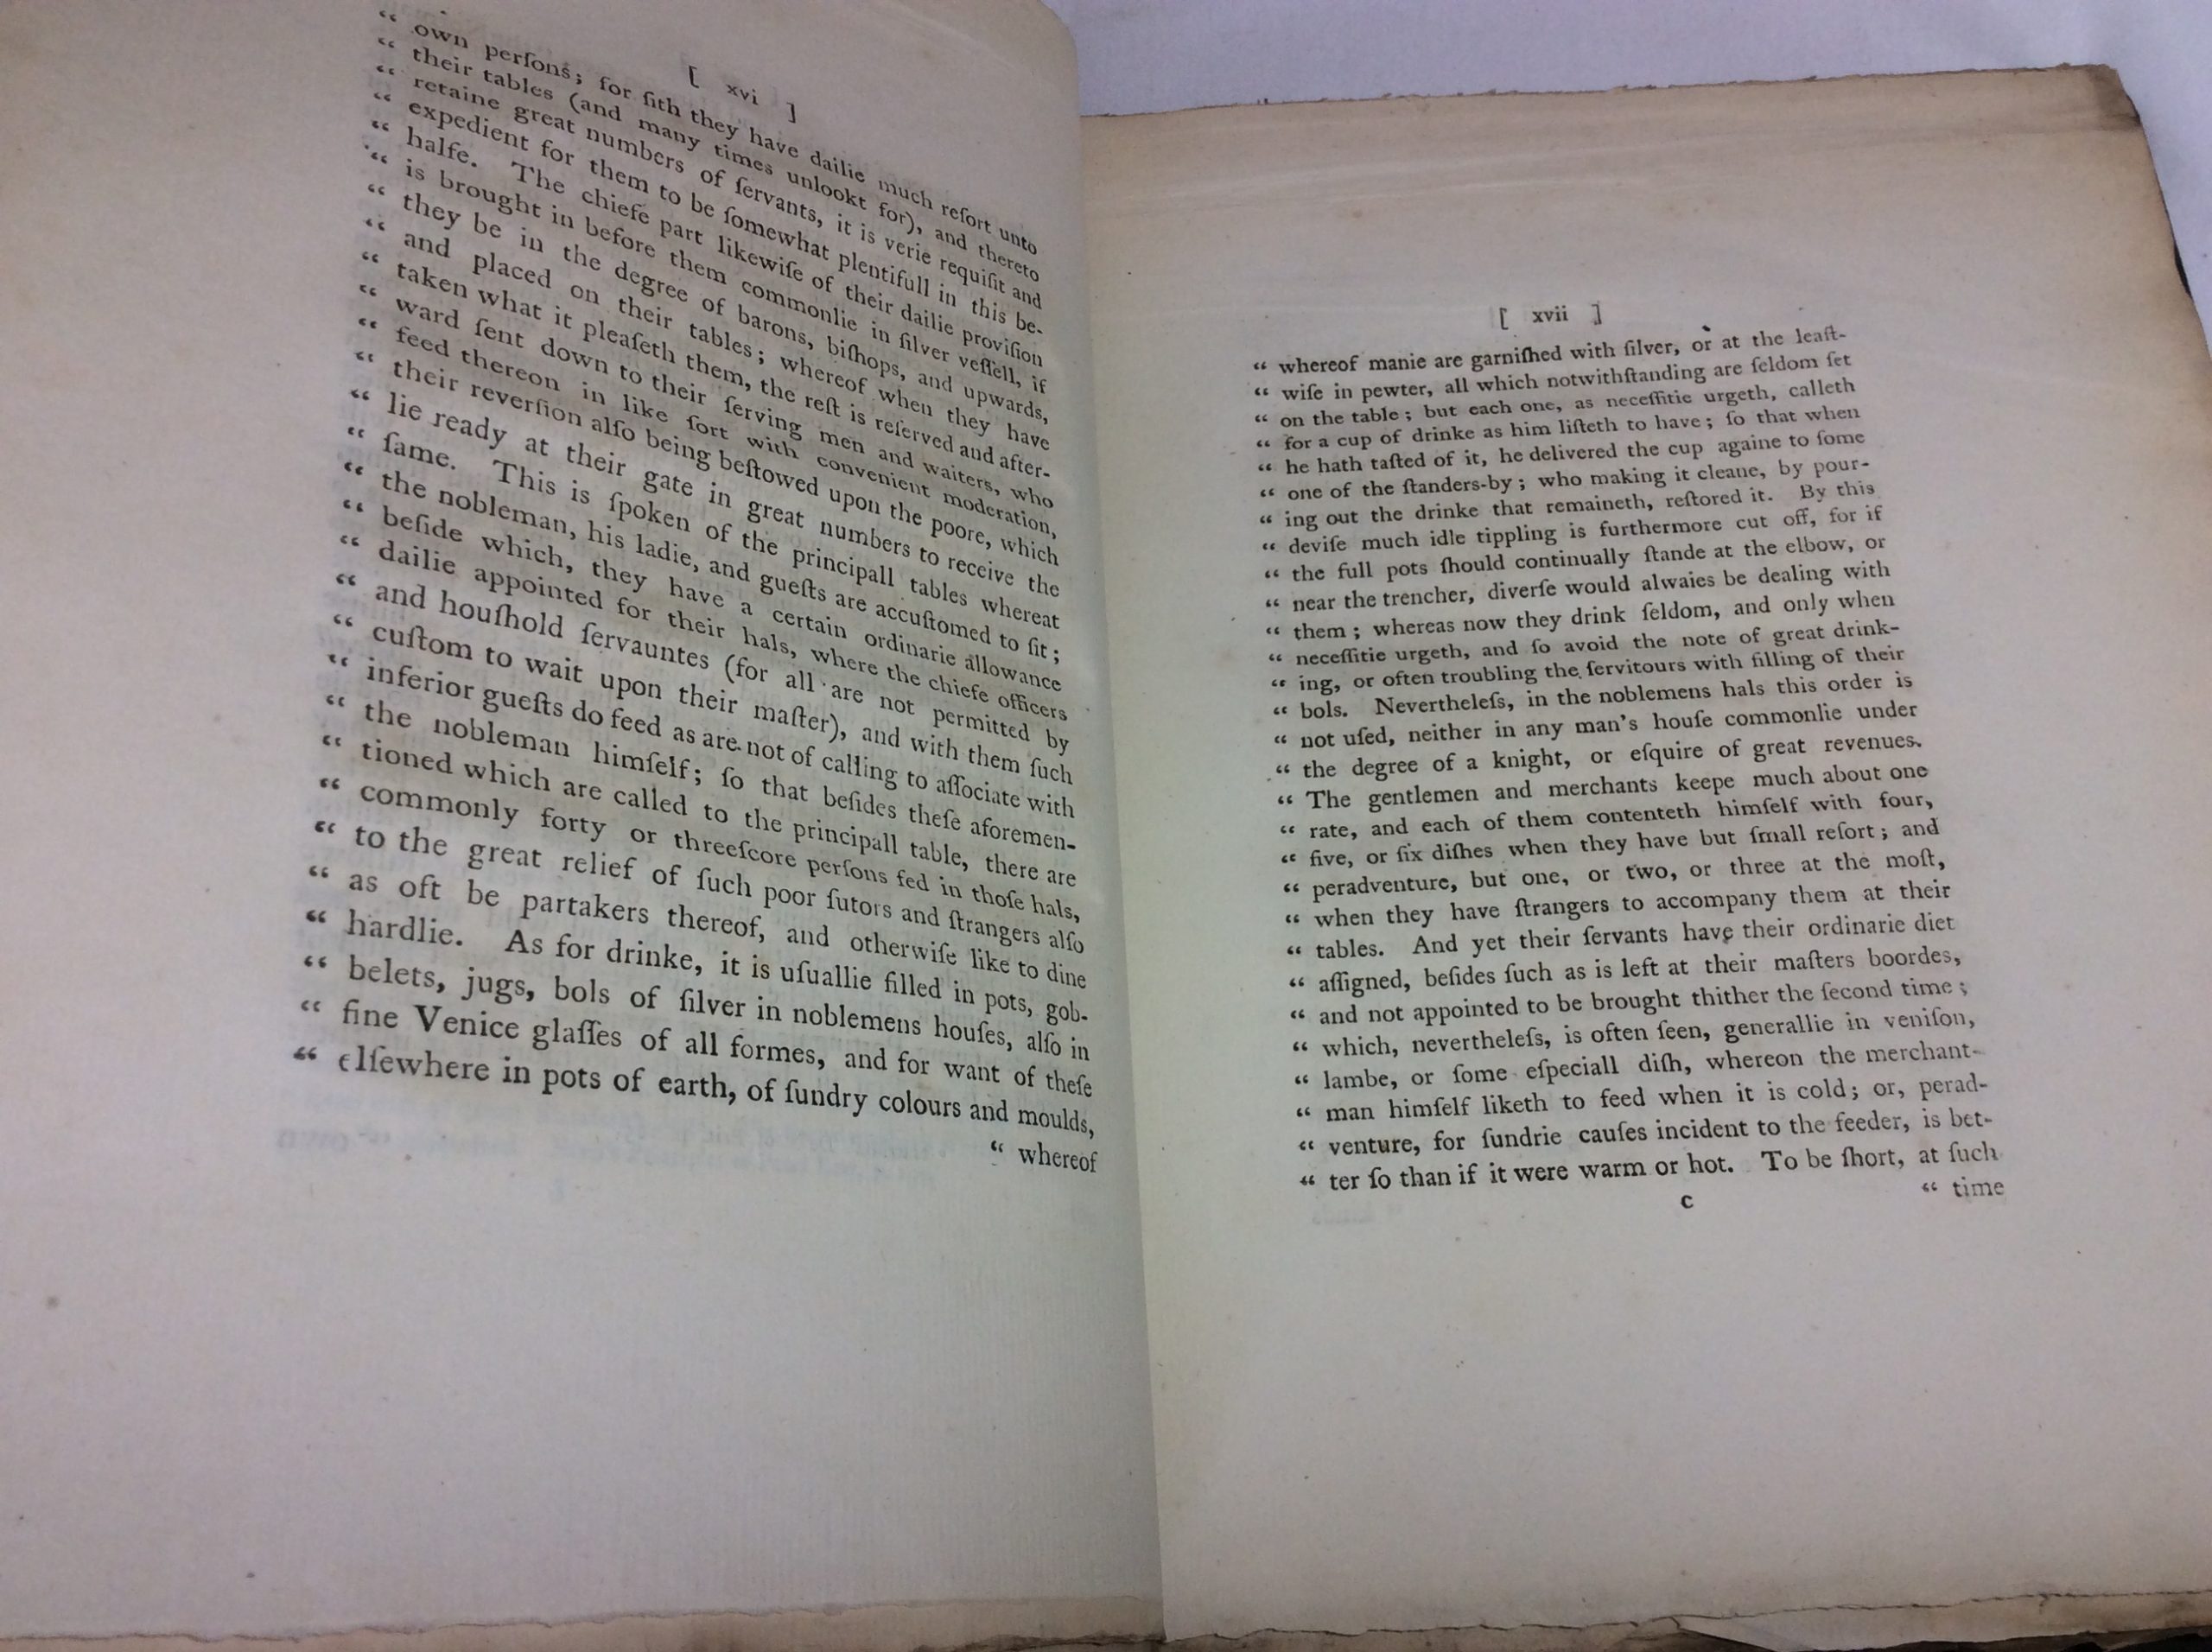 [ xvi ]
“ own perſons; for ſith they have dailie much reſort unto
“ their tables (and many times unlookt for), and thereto
“ retaine great numbers of ſervants, it is verie requiſit and
“ expedient for them to be ſomewhat plentifull in this be-
“ halfe. The chiefe part likewiſe of their dailie proviſion
“ is brought in before them commonlie in ſilver veſſell, if
“ they be in the degree of barons, biſhops, and upwards,
“ and placed on their tables; whereof when they have
“ taken what it pleaſeth them, the reſt is reſerved and after-
“ ward ſent down to their ſerving men and waiters, who
“ feed thereon in like ſort with convenient moderation,
“ their reverſion alſo being beſtowed upon the poore, which
“ lie ready at their gate in great numbers to receive the
“ ſame. This is ſpoken of the principall tables whereat
“ the nobleman, his ladie, and gueſts are accuſtomed to ſit;
“ beſide which, they have a certain ordinarie allowance
“ dailie appointed for their hals, where the chiefe officers
“ and houſhold ſervauntes (for all are not permitted by
“ cuſtom to wait upon their maſter), and with them ſuch
“ inferior gueſts do feed as are not of calling to aſſociate with
“ the nobleman himſelf; ſo that beſides theſe aforemen-
“ tioned which are called to the principall table, there are
“ commonly forty or threeſcore perſons fed in thoſe hals,
“ to the great relief of ſuch poor ſutors and ſtrangers alſo
“ as oft be partakers thereof, and otherwiſe like to dine
“ hardlie. As for drinke, it is uſuallie filled in pots, gob-
“ belets, jugs, bols of ſilver in noblemens houſes, alſo in
“ fine Venice glaſſes of all formes, and for want of theſe
“ elſewhere in pots of earth, of ſundry colours and moulds,
“ whereof
[ xvii ]
“ whereof manie are garniſhed with ſilver, or at the leaſt-
“ wiſe in pewter, all which notwithſtanding are ſeldom ſet
“ on the table; but each one, as neceſſitie urgeth, calleth
“ for a cup of drinke as him liſteth to have; ſo that when
“ he hath taſted of it, he delivered the cup againe to ſome
“ one of the ſtanders-by; who making it cleane, by pour-
“ ing out the drinke that remaineth, reſtored it. By this
“ deviſe much idle tippling is furthermore cut off, for if
“ the full pots ſhould continually ſtande at the elbow, or
“ near the trencher, diverſe would alwaies be dealing with
“ them; whereas now they drink ſeldom, and only when
“ neceſſitie urgeth, and ſo avoid the note of great drink-
“ ing, or often troubling the ſervitours with filling of their
“ bols. Nevertheleſs, in the noblemens hals this order is
“ not uſed, neither in any man's houſe commonlie under
“ the degree of a knight, or eſquire of great revenues.
“ The gentlemen and merchants keepe much about one
“ rate, and each of them contenteth himſelf with four,
“ five, or ſix diſhes when they have but ſmall reſort; and
“ peradventure, but one, or two, or three at the moſt,
“ when they have ſtrangers to accompany them at their
“ tables. And yet their ſervants have their ordinarie diet
“ aſſigned, beſides ſuch as is left at their maſters boordes,
“ and not appointed to be brought thither the ſecond time;
“ which, nevertheleſs, is often ſeen, generallie in veniſon,
“ lambe, or ſome eſpeciall diſh, whereon the merchant-
“ man himſelf liketh to feed when it is cold; or, perad-
“ venture, for ſundrie cauſes incident to the feeder, is bet-
“ ter ſo than if it were warm or hot. To be ſhort, at ſuch
c “ time